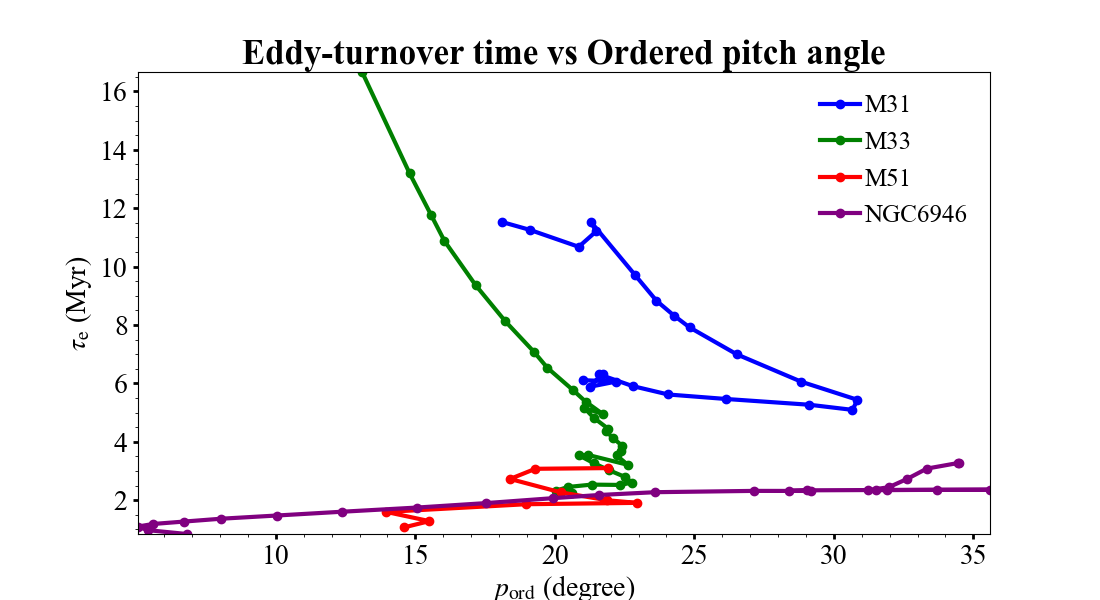 Eddy-turnover time vs Ordered pitch angle
τe (Myr)
16
14
12
10
8
6
4
2
M31
M33
M51
NGC6946
10 15 20 25 30 35
pord (degree)